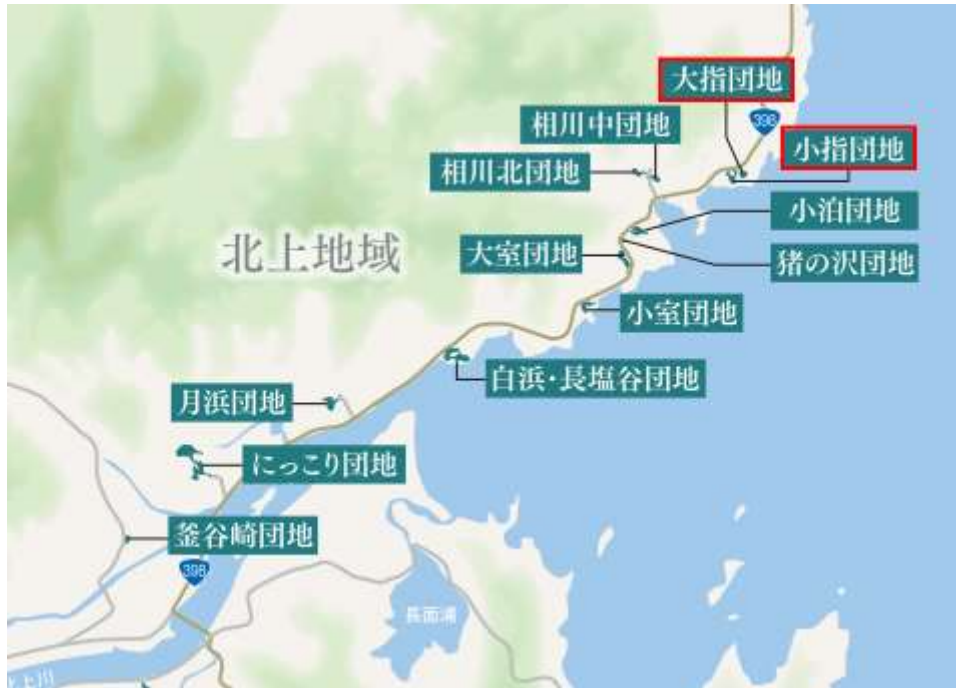 大指団地
398
相川中団地
小指団地
相川北団地
小泊団地
北上地域
大室団地
猪の沢団地
小室団地
白浜・長塩谷団地
月浜団地
にっこり団地
釜谷崎団地
398
長面浦
北上川